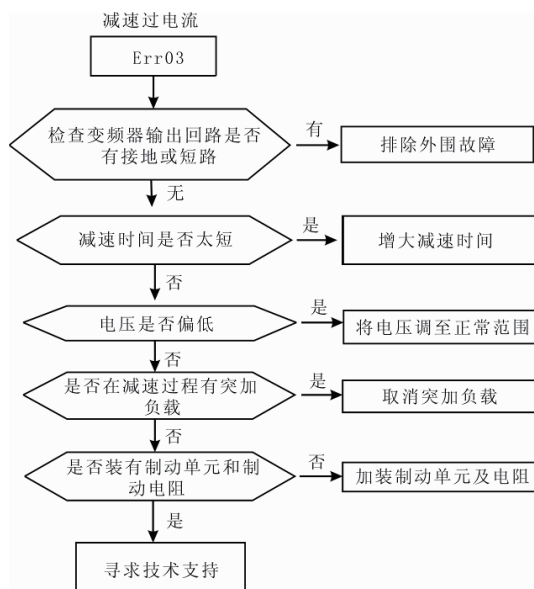 减速过电流
Err03
检查变频器输出回路是否
有接地或短路
有
排除外围故障
无
减速时间是否太短
是
增大减速时间
否
电压是否偏低
是
将电压调至正常范围
否
是否在减速过程有突加
负载
是
取消突加负载
否
是否装有制动单元和制
动电阻
否
加装制动单元及电阻
是
寻求技术支持